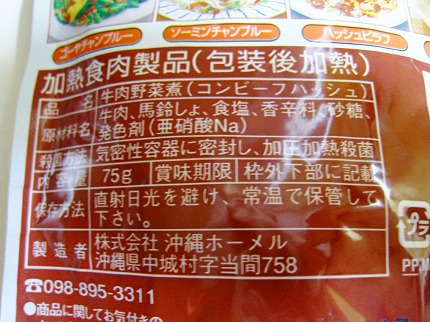 ゴーヤチャンプルー
ソーミンチャンプルー
ハッシュピラフ
加熱食肉製品(包装後加熱)
品 名 牛肉野菜煮(コンビーフハッシュ)
原材料名 牛肉、馬鈴しょ、食塩、香辛料、砂糖、
発色剤(亜硝酸Na)
殺菌方法 気密性容器に密封し、加圧加熱殺菌
内容量 75g 賞味期限 枠外下部に記載
保存方法 直射日光を避け、常温で保管して
下さい。
製造者 株式会社 沖縄ホーメル
沖縄県中城村字当間758
☎098-895-3311
●商品に関してお気付きの
プラ